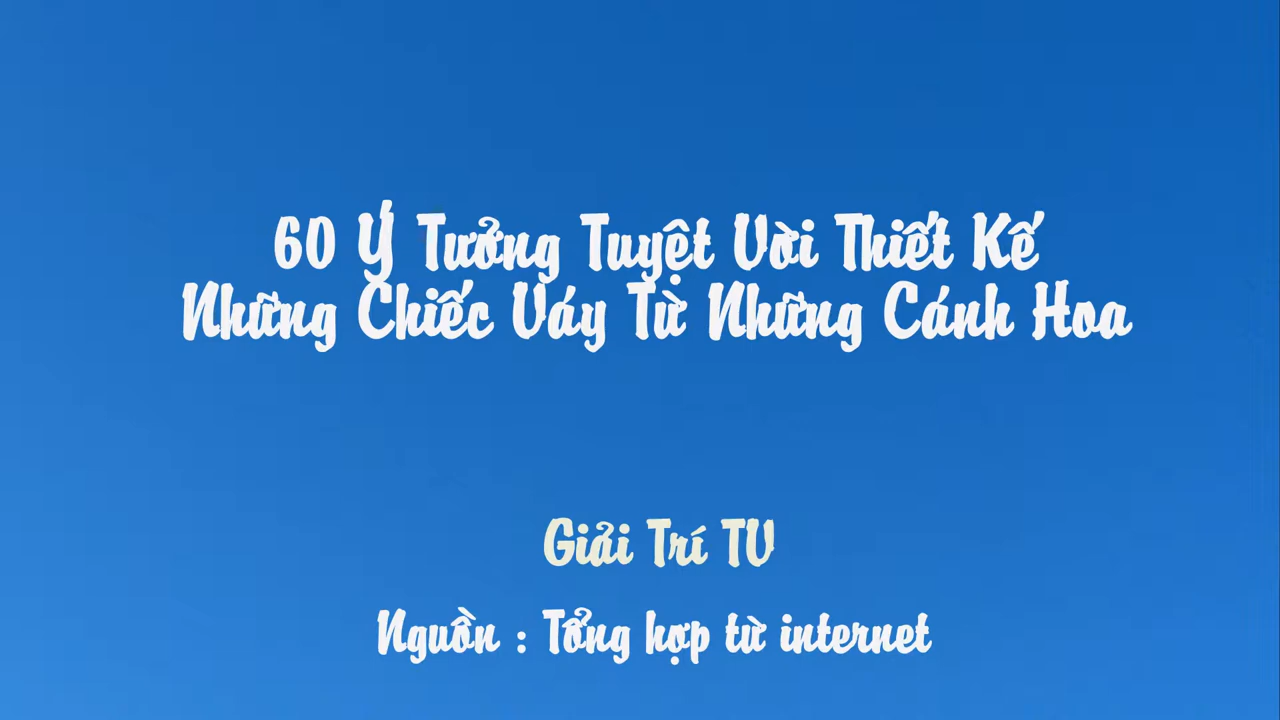 60 Ý Tưởng Tuyệt Vời Thiết Kế
Những Chiếc Váy Từ Những Cánh Hoa
Giải Trí TV
Nguồn : Tổng hợp từ internet